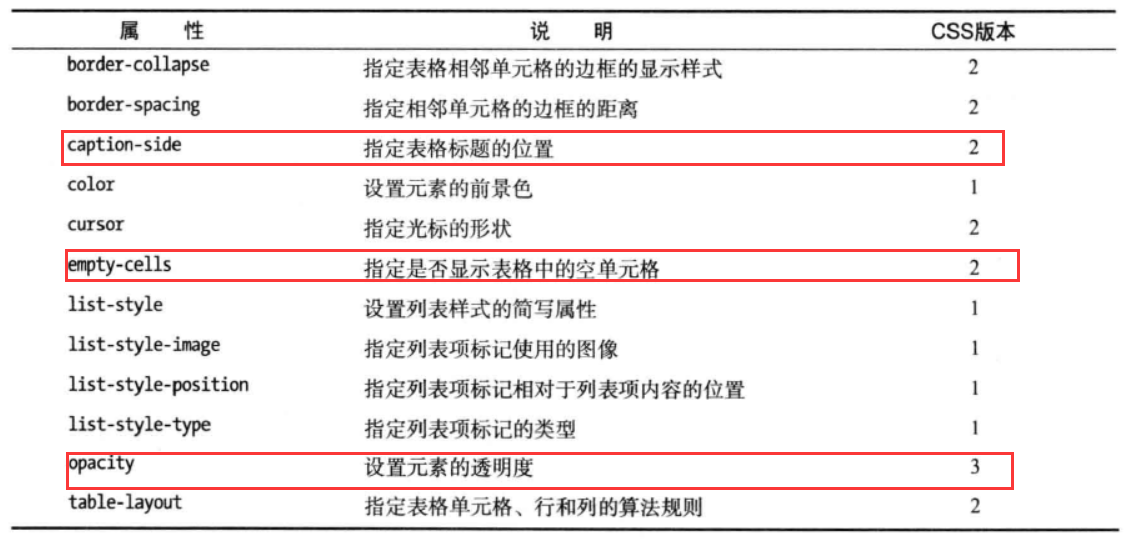 属 性 说 明 CSS版本
border-collapse 指定表格相邻单元格的边框的显示样式 2
border-spacing 指定相邻单元格的边框的距离 2
caption-side 指定表格标题的位置 2
color 设置元素的前景色 1
cursor 指定光标的形状 2
empty-cells 指定是否显示表格中的空单元格 2
list-style 设置列表样式的简写属性 1
list-style-image 指定列表项标记使用的图像 1
list-style-position 指定列表项标记相对于列表项内容的位置 1
list-style-type 指定列表项标记的类型 1
opacity 设置元素的透明度 3
table-layout 指定表格单元格、行和列的算法规则 2